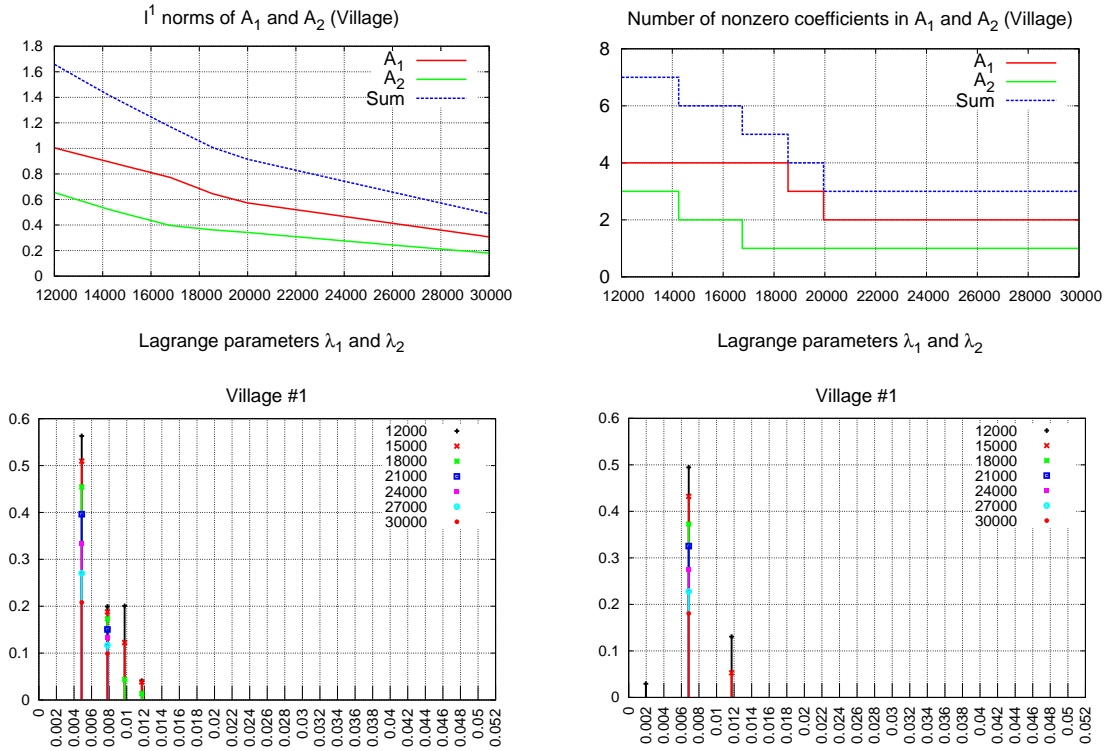 l1 norms of A1 and A2 (Village)
1.8
1.6
1.4
1.2
1
0.8
0.6
0.4
0.2
0
A1
A2
Sum
12000 14000 16000 18000 20000 22000 24000 26000 28000 30000
Lagrange parameters λ1 and λ2
Number of nonzero coefficients in A1 and A2 (Village)
8
6
4
2
0
A1
A2
Sum
12000 14000 16000 18000 20000 22000 24000 26000 28000 30000
Lagrange parameters λ1 and λ2
Village #1
0.6
0.5
0.4
0.3
0.2
0.1
0
12000
15000
18000
21000
24000
27000
30000
0 0.002 0.004 0.006 0.008 0.01 0.012 0.014 0.016 0.018 0.02 0.022 0.024 0.026 0.028 0.03 0.032 0.034 0.036 0.038 0.04 0.042 0.044 0.046 0.048 0.05 0.052
Village #1
0.6
0.5
0.4
0.3
0.2
0.1
0
12000
15000
18000
21000
24000
27000
30000
0 0.002 0.004 0.006 0.008 0.01 0.012 0.014 0.016 0.018 0.02 0.022 0.024 0.026 0.028 0.03 0.032 0.034 0.036 0.038 0.04 0.042 0.044 0.046 0.048 0.05 0.052